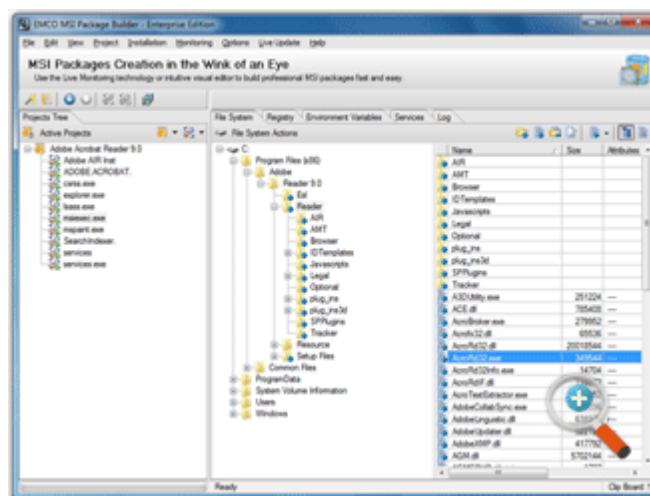 EMCO MSI Package Builder - Enterprise Edition
File Edit View Project Installation Monitoring Options Live Update Help
MSI Packages Creation in the Wink of an Eye
Use the Live Monitoring technology or intuitive visual editor to build professional MSI packages fast and easy.
Projects Tree
Active Projects
Adobe Acrobat Reader 9.0
Adobe AIR Inst
ADOBE.ACROBAT.
explorer.exe
msiexec.exe
mspaint.exe
SearchIndexer.
services
services.exe
File System Registry Environment Variables Services Log
File System Actions
C:
Program Files (x86)
Adobe
Reader 9.0
Esl
Reader
AIR
AMT
Browser
IDTemplates
Javascripts
Legal
Optional
plug_ins
plug_ins3d
SPPlugins
Tracker
Resource
Setup Files
Common Files
ProgramData
System Volume Information
Users
Windows
Name Size Attributes
AIR
AMT
Browser
IDTemplates
Javascripts
Legal
Optional
plug_ins
plug_ins3d
SPPlugins
Tracker
A3DUtility.exe 251224 ---
ACE.dll 785408 ---
AcroBroker.exe 279952 ---
Acrofx32.dll 65536 ---
AcroRd32.dll 20018544 ---
AcroRd32.exe 349544 ---
AcroRd32Info.exe 14704 ---
AcroRdIF.dll
AcroTextExtractor.exe
AdobeCollabSync.exe
AdobeLinguistic.dll
AdobeUpdater.dll
AdobeXMP.dll 417792
AGM.dll 5702144 ---
Ready
Clip Board